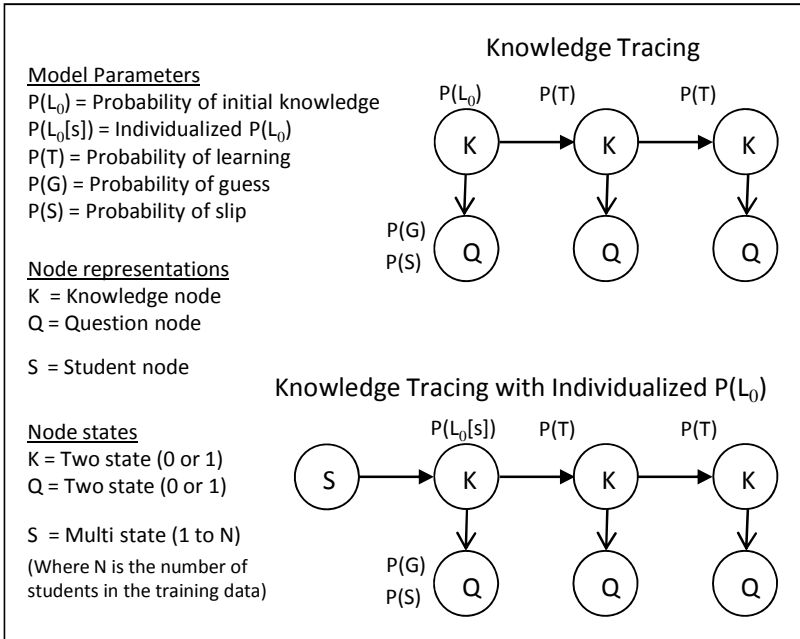 Model Parameters
P(L₀) = Probability of initial knowledge
P(L₀[s]) = Individualized P(L₀)
P(T) = Probability of learning
P(G) = Probability of guess
P(S) = Probability of slip
Node representations
K = Knowledge node
Q = Question node
S = Student node
Node states
K = Two state (0 or 1)
Q = Two state (0 or 1)
S = Multi state (1 to N)
(Where N is the number of
students in the training data)
Knowledge Tracing
P(L₀) P(T) P(T)
K K K
P(G)
P(S)
Q Q Q
Knowledge Tracing with Individualized P(L₀)
P(L₀[s]) P(T) P(T)
S K K K
P(G)
P(S)
Q Q Q